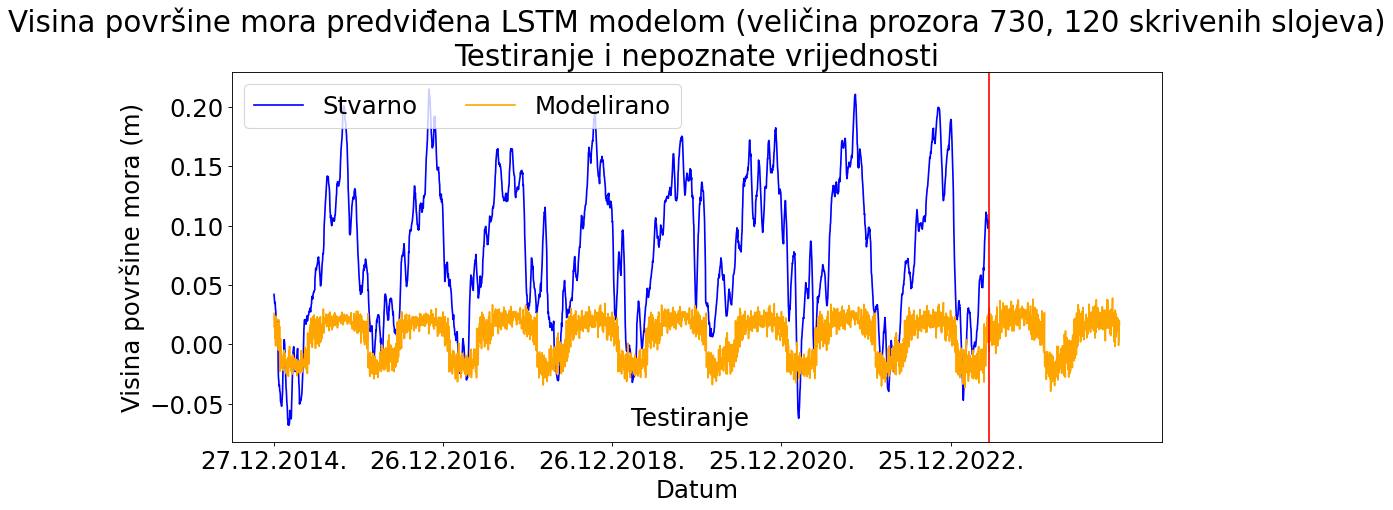 Visina površine mora predviđena LSTM modelom (veličina prozora 730, 120 skrivenih slojeva)
Testiranje i nepoznate vrijednosti
Stvarno
Modelirano
Visina površine mora (m)
0.20
0.15
0.10
0.05
0.00
−0.05
Testiranje
27.12.2014.
26.12.2016.
26.12.2018.
25.12.2020.
25.12.2022.
Datum